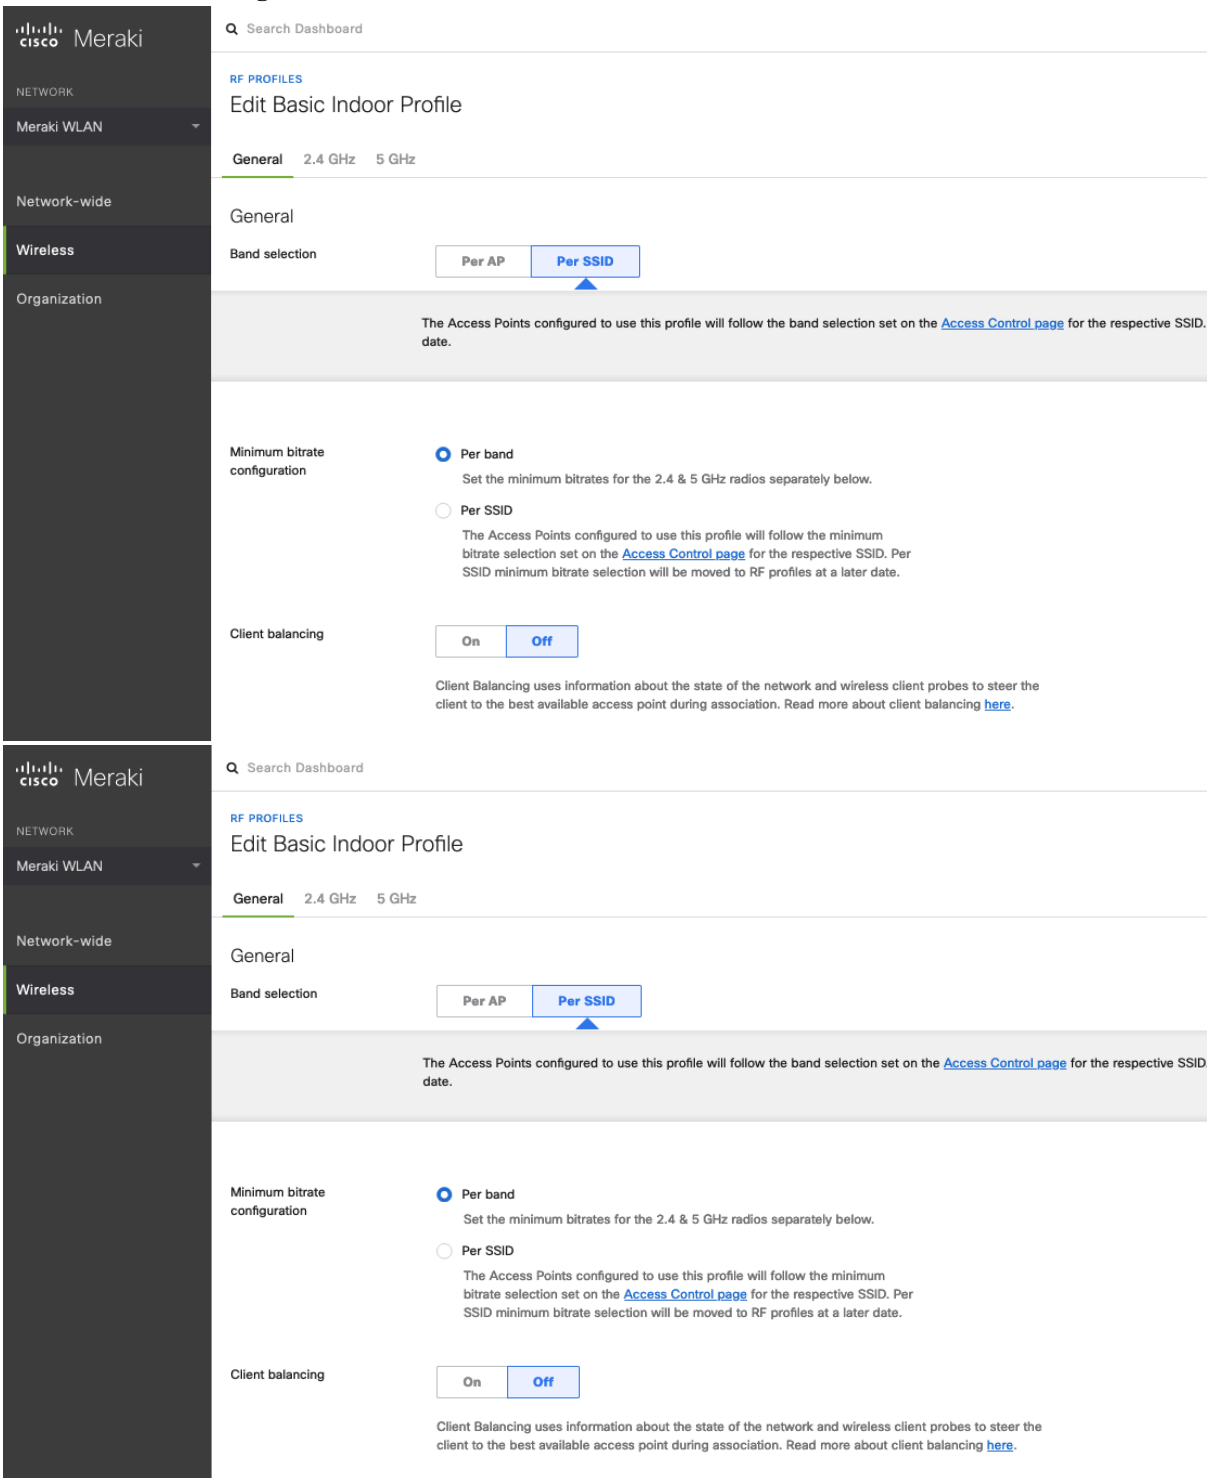 cisco Meraki
Search Dashboard
NETWORK
Meraki WLAN
Network-wide
Wireless
Organization
RF PROFILES
Edit Basic Indoor Profile
General 2.4 GHz 5 GHz
General
Band selection
Per AP Per SSID
The Access Points configured to use this profile will follow the band selection set on the Access Control page for the respective SSID.
date.
Minimum bitrate
configuration
Per band
Set the minimum bitrates for the 2.4 & 5 GHz radios separately below.
Per SSID
The Access Points configured to use this profile will follow the minimum
bitrate selection set on the Access Control page for the respective SSID. Per
SSID minimum bitrate selection will be moved to RF profiles at a later date.
Client balancing
On Off
Client Balancing uses information about the state of the network and wireless client probes to steer the
client to the best available access point during association. Read more about client balancing here.
cisco Meraki
Search Dashboard
NETWORK
Meraki WLAN
Network-wide
Wireless
Organization
RF PROFILES
Edit Basic Indoor Profile
General 2.4 GHz 5 GHz
General
Band selection
Per AP Per SSID
The Access Points configured to use this profile will follow the band selection set on the Access Control page for the respective SSID
date.
Minimum bitrate
configuration
Per band
Set the minimum bitrates for the 2.4 & 5 GHz radios separately below.
Per SSID
The Access Points configured to use this profile will follow the minimum
bitrate selection set on the Access Control page for the respective SSID. Per
SSID minimum bitrate selection will be moved to RF profiles at a later date.
Client balancing
On Off
Client Balancing uses information about the state of the network and wireless client probes to steer the
client to the best available access point during association. Read more about client balancing here.